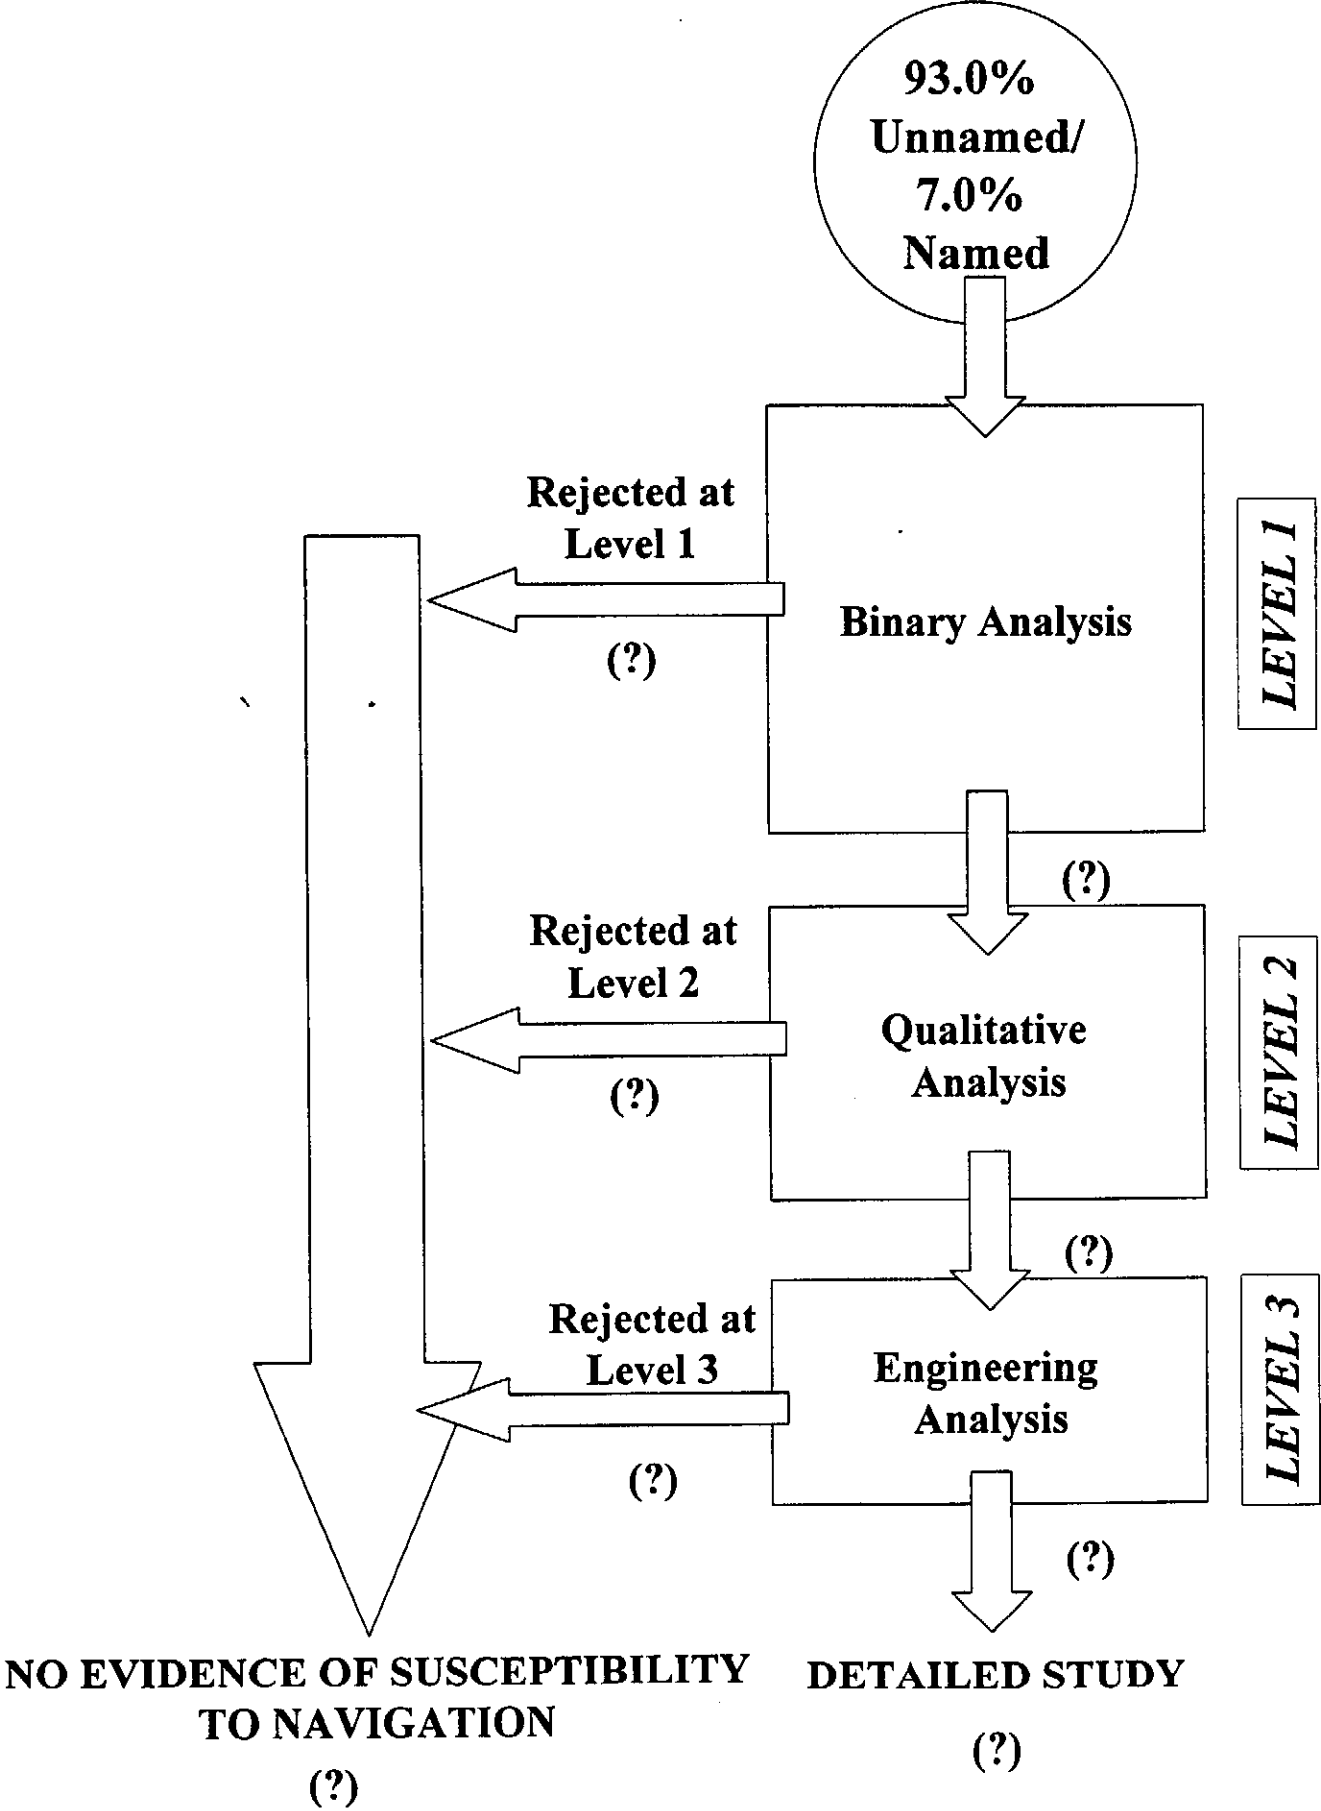 93.0%
Unnamed/
7.0%
Named
Rejected at
Level 1
(?)
Binary Analysis
LEVEL 1
(?)
Rejected at
Level 2
(?)
Qualitative
Analysis
LEVEL 2
(?)
Rejected at
Level 3
(?)
Engineering
Analysis
LEVEL 3
(?)
NO EVIDENCE OF SUSCEPTIBILITY
TO NAVIGATION
(?)
DETAILED STUDY
(?)